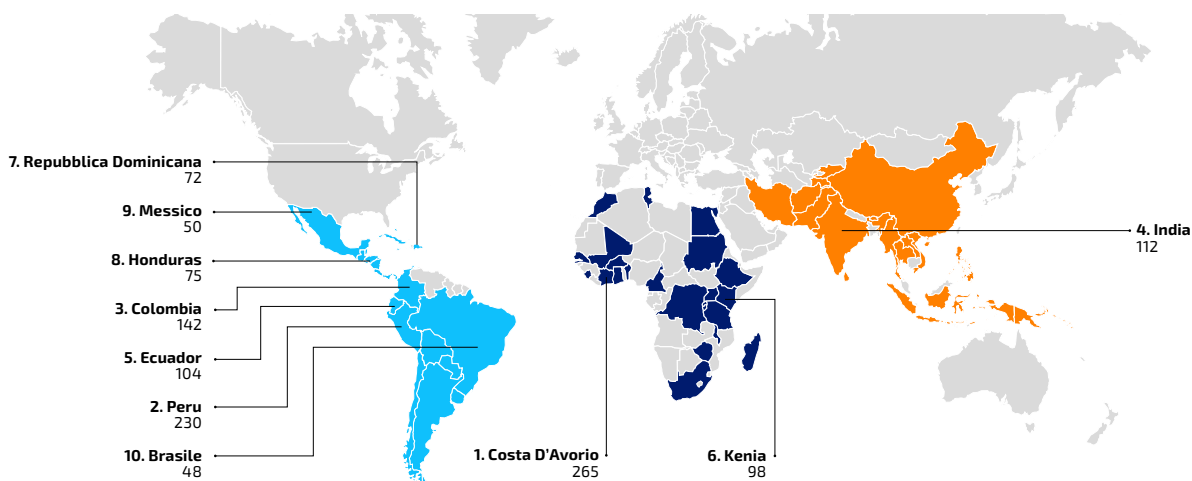 7. Repubblica Dominicana
72
9. Messico
50
8. Honduras
75
3. Colombia
142
5. Ecuador
104
2. Peru
230
10. Brasile
48
1. Costa D’Avorio
265
6. Kenia
98
4. India
112